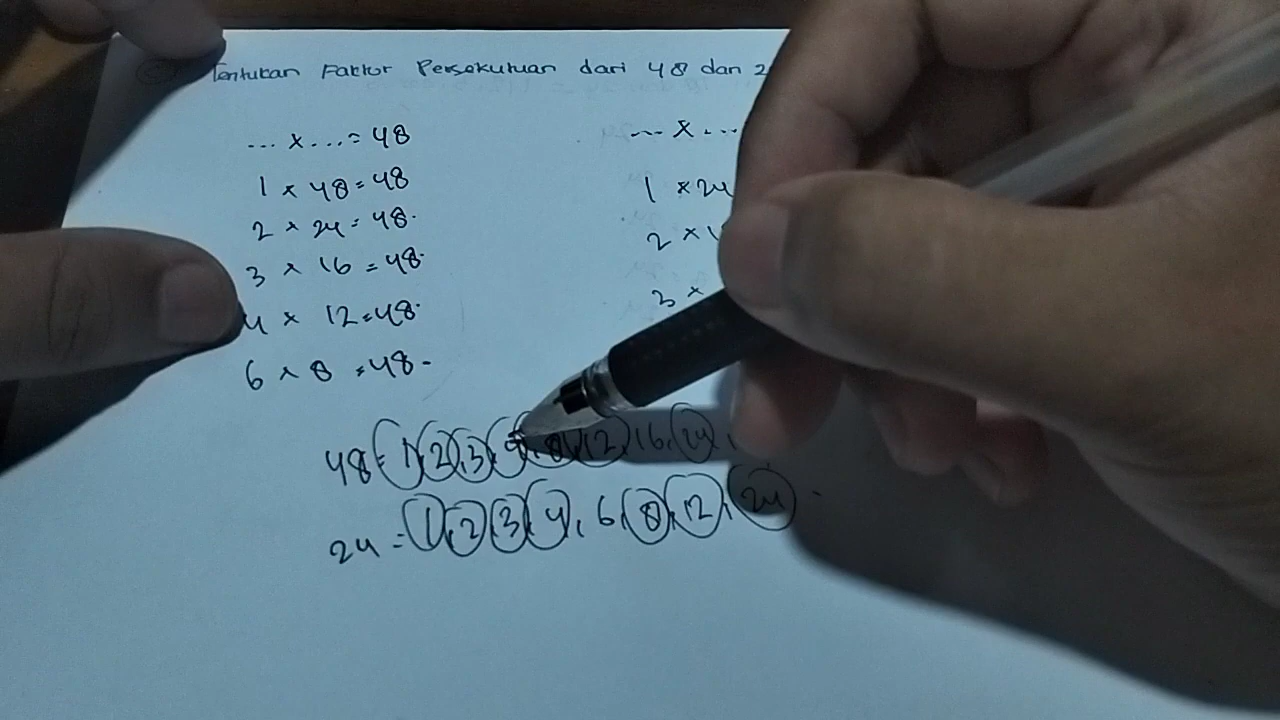 Tentukan Faktor Persekutuan dari 48 dan 2
... x ... = 48
1 x 48 = 48
2 x 24 = 48.
3 x 16 = 48.
4 x 12 = 48.
6 x 8 = 48.
... x ...
1 x 24
2 x 1
3 x
48 = 1, 2, 3, 8, 12, 16, 24,
24 = 1, 2, 3, 4, 6, 8, 12, 24.